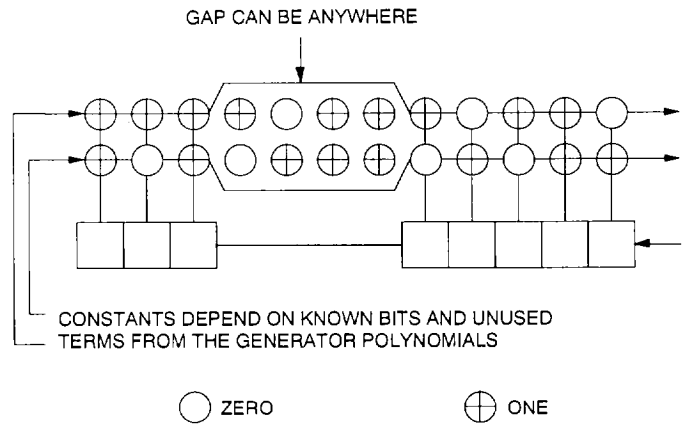 GAP CAN BE ANYWHERE
CONSTANTS DEPEND ON KNOWN BITS AND UNUSED
TERMS FROM THE GENERATOR POLYNOMIALS
ZERO
ONE